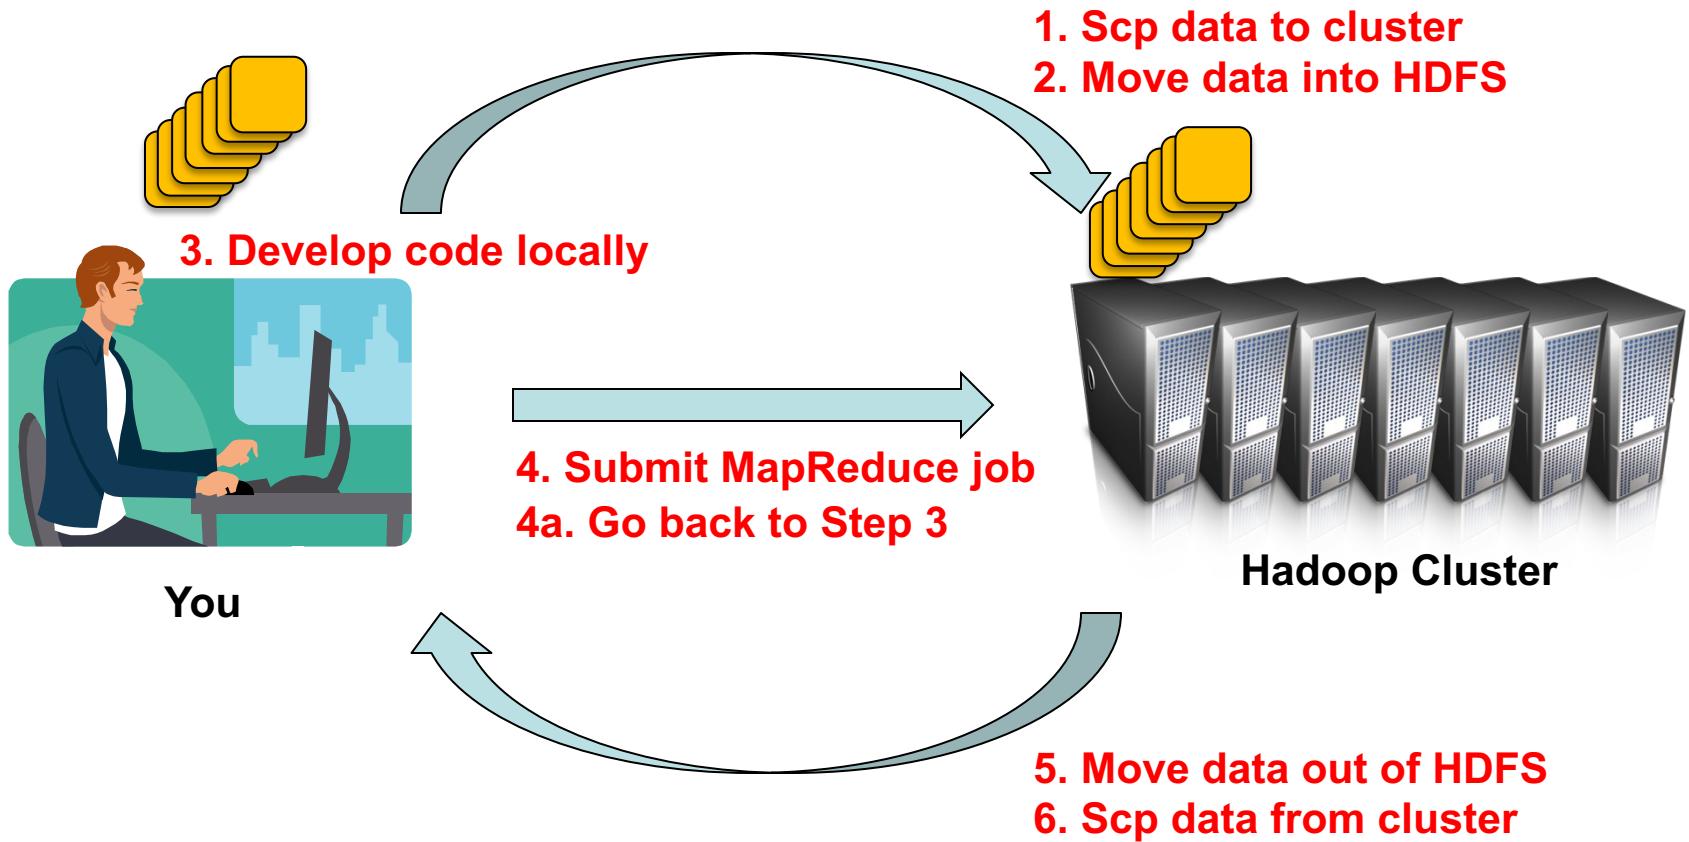 1. Scp data to cluster
2. Move data into HDFS
3. Develop code locally
4. Submit MapReduce job
4a. Go back to Step 3
Hadoop Cluster
You
5. Move data out of HDFS
6. Scp data from cluster